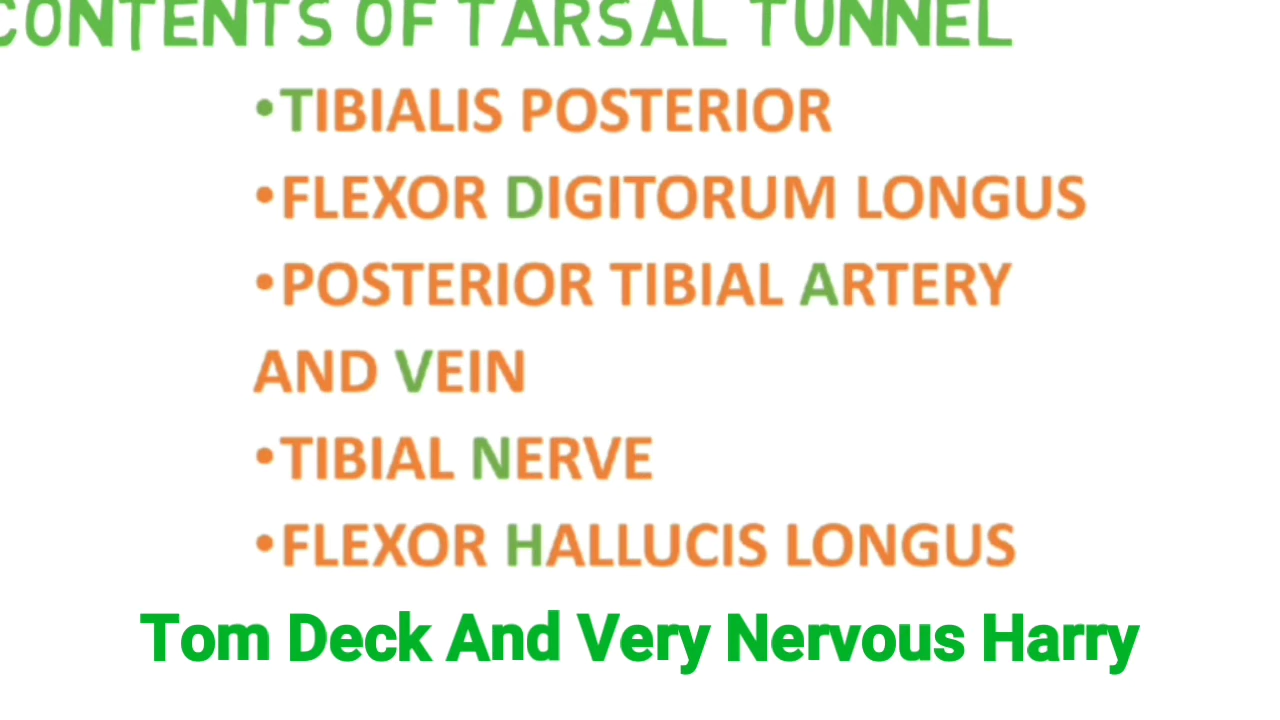 CONTENTS OF TARSAL TUNNEL
•TIBIALIS POSTERIOR
•FLEXOR DIGITORUM LONGUS
•POSTERIOR TIBIAL ARTERY
AND VEIN
•TIBIAL NERVE
•FLEXOR HALLUCIS LONGUS
Tom Deck And Very Nervous Harry